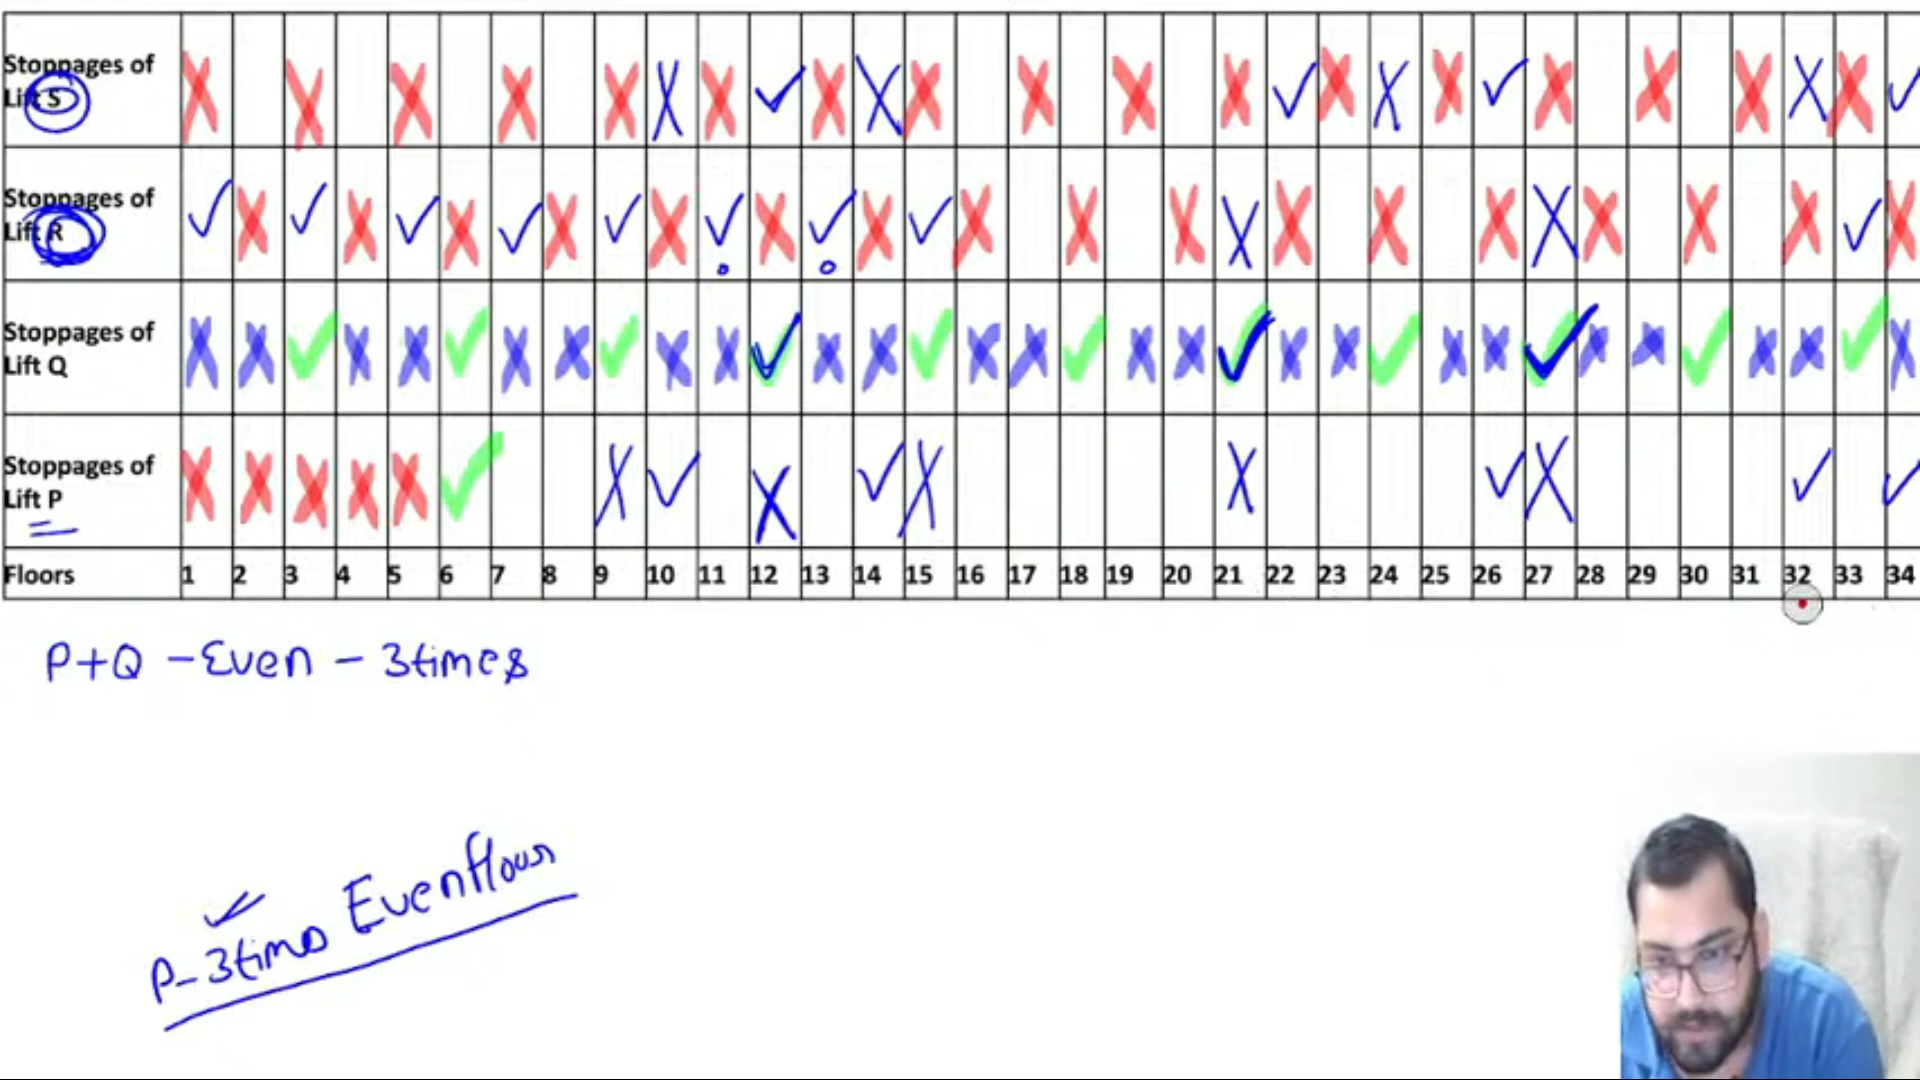 Stoppages of
Lift S
Stoppages of
Lift R
Stoppages of
Lift Q
Stoppages of
Lift P
Floors 1 2 3 4 5 6 7 8 9 10 11 12 13 14 15 16 17 18 19 20 21 22 23 24 25 26 27 28 29 30 31 32 33 34
P+Q - Even - 3times
P-3times Evenflour